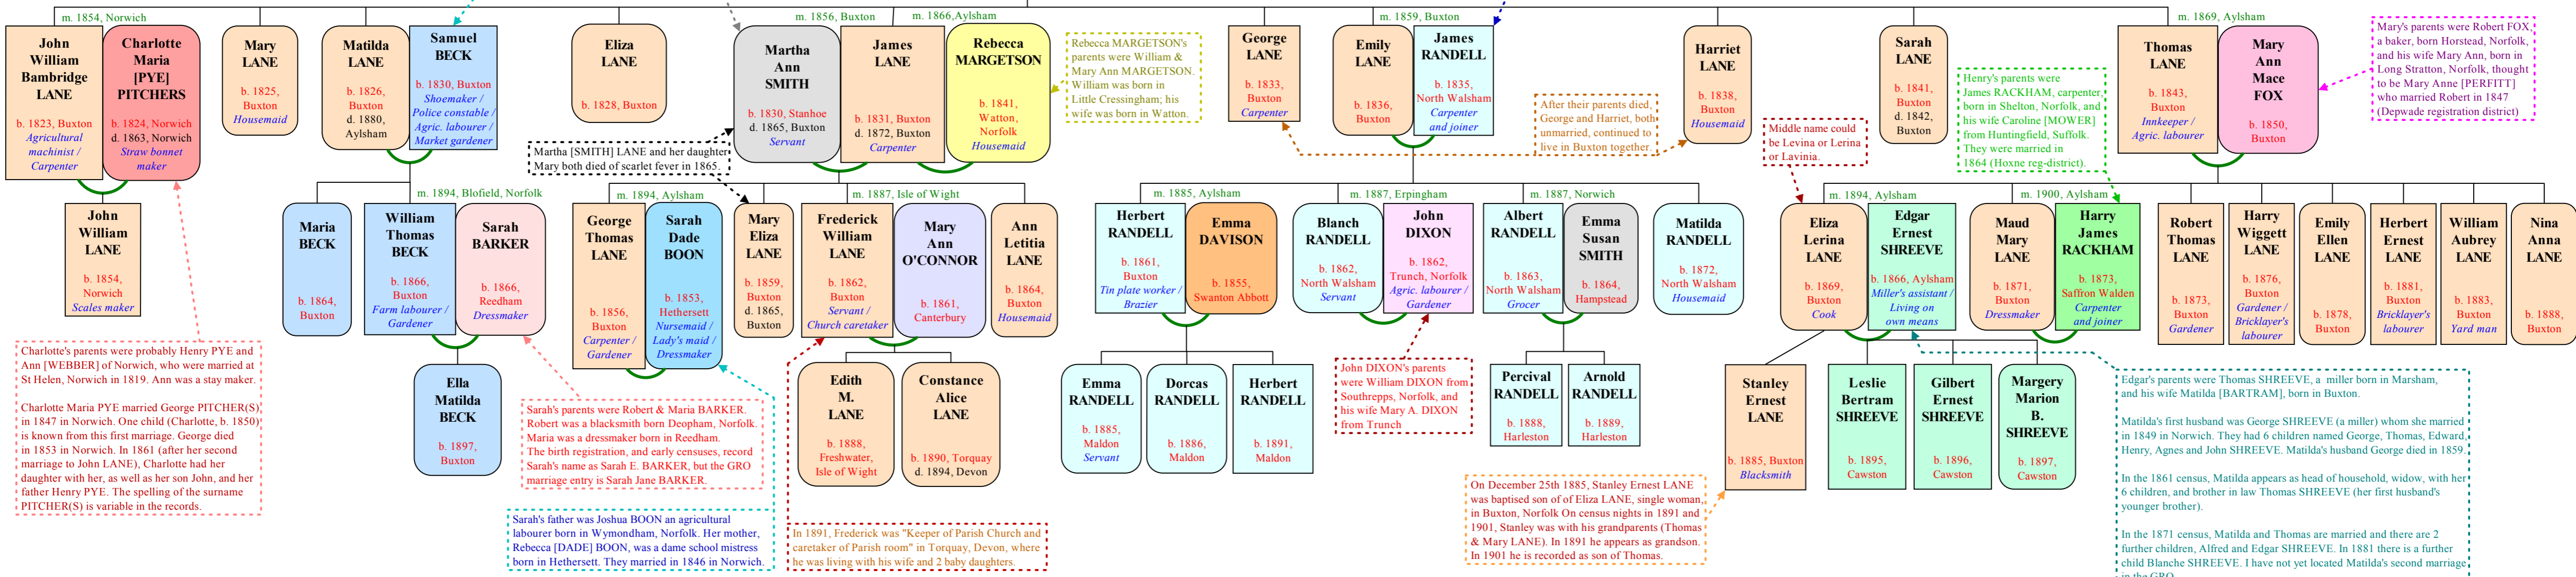 m. 1854, Norwich
m. 1856, Buxton
m. 1866,Aylsham
m. 1859, Buxton
m. 1869, Aylsham
John
William
Bambridge
LANE
b. 1823, Buxton
Agricultural
machinist /
Carpenter
Charlotte
Maria
[PYE]
PITCHERS
b. 1824, Norwich
d. 1863, Norwich
Straw bonnet
maker
Mary
LANE
b. 1825,
Buxton
Housemaid
Matilda
LANE
b. 1826,
Buxton
d. 1880,
Aylsham
Samuel
BECK
b. 1830, Buxton
Shoemaker /
Police constable /
Agric. labourer /
Market gardener
Eliza
LANE
b. 1828, Buxton
Martha
Ann
SMITH
b. 1830, Stanhoe
d. 1865, Buxton
Servant
James
LANE
b. 1831, Buxton
d. 1872, Buxton
Carpenter
Rebecca
MARGETSON
b. 1841,
Watton,
Norfolk
Housemaid
Rebecca MARGETSON's
parents were William &
Mary Ann MARGETSON.
William was born in
Little Cressingham; his
wife was born in Watton.
George
LANE
b. 1833,
Buxton
Carpenter
Emily
LANE
b. 1836,
Buxton
James
RANDELL
b. 1835,
North Walsham
Carpenter
and joiner
After their parents died,
George and Harriet, both
unmarried, continued to
live in Buxton together.
Harriet
LANE
b. 1838,
Buxton
Housemaid
Sarah
LANE
b. 1841,
Buxton
d. 1842,
Buxton
Henry's parents were
James RACKHAM, carpenter,
born in Shelton, Norfolk, and
his wife Caroline [MOWER]
from Huntingfield, Suffolk.
They were married in
1864 (Hoxne reg-district).
Thomas
LANE
b. 1843,
Buxton
Innkeeper /
Agric. labourer
Mary
Ann
Mace
FOX
b. 1850,
Buxton
Mary's parents were Robert FOX,
a baker, born Horstead, Norfolk,
and his wife Mary Ann, born in
Long Stratton, Norfolk, thought
to be Mary Anne [PERFITT]
who married Robert in 1847
(Depwade registration district)
Martha [SMITH] LANE and her daughter
Mary both died of scarlet fever in 1865.
Middle name could
be Levina or Lerina
or Lavinia.
m. 1894, Blofield, Norfolk
m. 1894, Aylsham
m. 1887, Isle of Wight
m. 1885, Aylsham
m. 1887, Erpingham
m. 1887, Norwich
m. 1894, Aylsham
m. 1900, Aylsham
John
William
LANE
b. 1854,
Norwich
Scales maker
Maria
BECK
b. 1864,
Buxton
William
Thomas
BECK
b. 1866,
Buxton
Farm labourer /
Gardener
Sarah
BARKER
b. 1866,
Reedham
Dressmaker
George
Thomas
LANE
b. 1856,
Buxton
Carpenter /
Gardener
Sarah
Dade
BOON
b. 1853,
Hethersett
Nursemaid /
Lady's maid /
Dressmaker
Mary
Eliza
LANE
b. 1859,
Buxton
d. 1865,
Buxton
Frederick
William
LANE
b. 1862,
Buxton
Servant /
Church caretaker
Mary
Ann
O'CONNOR
b. 1861,
Canterbury
Ann
Letitia
LANE
b. 1864,
Buxton
Housemaid
Herbert
RANDELL
b. 1861,
Buxton
Tin plate worker /
Brazier
Emma
DAVISON
b. 1855,
Swanton Abbott
Blanch
RANDELL
b. 1862,
North Walsham
Servant
John
DIXON
b. 1862,
Trunch, Norfolk
Agric. labourer /
Gardener
Albert
RANDELL
b. 1863,
North Walsham
Grocer
Emma
Susan
SMITH
b. 1864,
Hampstead
Matilda
RANDELL
b. 1872,
North Walsham
Housemaid
Eliza
Lerina
LANE
b. 1869,
Buxton
Cook
Edgar
Ernest
SHREEVE
b. 1866, Aylsham
Miller's assistant /
Living on
own means
Maud
Mary
LANE
b. 1871,
Buxton
Dressmaker
Harry
James
RACKHAM
b. 1873,
Saffron Walden
Carpenter
and joiner
Robert
Thomas
LANE
b. 1873,
Buxton
Gardener
Harry
Wiggett
LANE
b. 1876,
Buxton
Gardener /
Bricklayer's
labourer
Emily
Ellen
LANE
b. 1878,
Buxton
Herbert
Ernest
LANE
b. 1881,
Buxton
Bricklayer's
labourer
William
Aubrey
LANE
b. 1883,
Buxton
Yard man
Nina
Anna
LANE
b. 1888,
Buxton
Charlotte's parents were probably Henry PYE and
Ann [WEBBER] of Norwich, who were married at
St Helen, Norwich in 1819. Ann was a stay maker.
Charlotte Maria PYE married George PITCHER(S)
in 1847 in Norwich. One child (Charlotte, b. 1850)
is known from this first marriage. George died
in 1853 in Norwich. In 1861 (after her second
marriage to John LANE), Charlotte had her
daughter with her, as well as her son John, and her
father Henry PYE. The spelling of the surname
PITCHER(S) is variable in the records.
Ella
Matilda
BECK
b. 1897,
Buxton
Sarah's parents were Robert & Maria BARKER.
Robert was a blacksmith born Deopham, Norfolk.
Maria was a dressmaker born in Reedham.
The birth registration, and early censuses, record
Sarah's name as Sarah E. BARKER, but the GRO
marriage entry is Sarah Jane BARKER.
Sarah's father was Joshua BOON an agricultural
labourer born in Wymondham, Norfolk. Her mother,
Rebecca [DADE] BOON, was a dame school mistress
born in Hethersett. They married in 1846 in Norwich.
Edith
M.
LANE
b. 1888,
Freshwater,
Isle of Wight
Constance
Alice
LANE
b. 1890, Torquay
d. 1894, Devon
In 1891, Frederick was "Keeper of Parish Church and
caretaker of Parish room" in Torquay, Devon, where
he was living with his wife and 2 baby daughters.
Emma
RANDELL
b. 1885,
Maldon
Servant
Dorcas
RANDELL
b. 1886,
Maldon
Herbert
RANDELL
b. 1891,
Maldon
John DIXON's parents
were William DIXON from
Southrepps, Norfolk, and
his wife Mary A. DIXON
from Trunch
Percival
RANDELL
b. 1888,
Harleston
Arnold
RANDELL
b. 1889,
Harleston
On December 25th 1885, Stanley Ernest LANE
was baptised son of of Eliza LANE, single woman,
in Buxton, Norfolk On census nights in 1891 and
1901, Stanley was with his grandparents (Thomas
& Mary LANE). In 1891 he appears as grandson.
In 1901 he is recorded as son of Thomas.
Stanley
Ernest
LANE
b. 1885, Buxton
Blacksmith
Leslie
Bertram
SHREEVE
b. 1895,
Cawston
Gilbert
Ernest
SHREEVE
b. 1896,
Cawston
Margery
Marion
B.
SHREEVE
b. 1897,
Cawston
Edgar's parents were Thomas SHREEVE, a miller born in Marsham,
and his wife Matilda [BARTRAM], born in Buxton.
Matilda's first husband was George SHREEVE (a miller) whom she married
in 1849 in Norwich. They had 6 children named George, Thomas, Edward,
Henry, Agnes and John SHREEVE. Matilda's husband George died in 1859.
In the 1861 census, Matilda appears as head of household, widow, with her
6 children, and brother in law Thomas SHREEVE (her first husband's
younger brother).
In the 1871 census, Matilda and Thomas are married and there are 2
further children, Alfred and Edgar SHREEVE. In 1881 there is a further
child Blanche SHREEVE. I have not yet located Matilda's second marriage
in the GRO